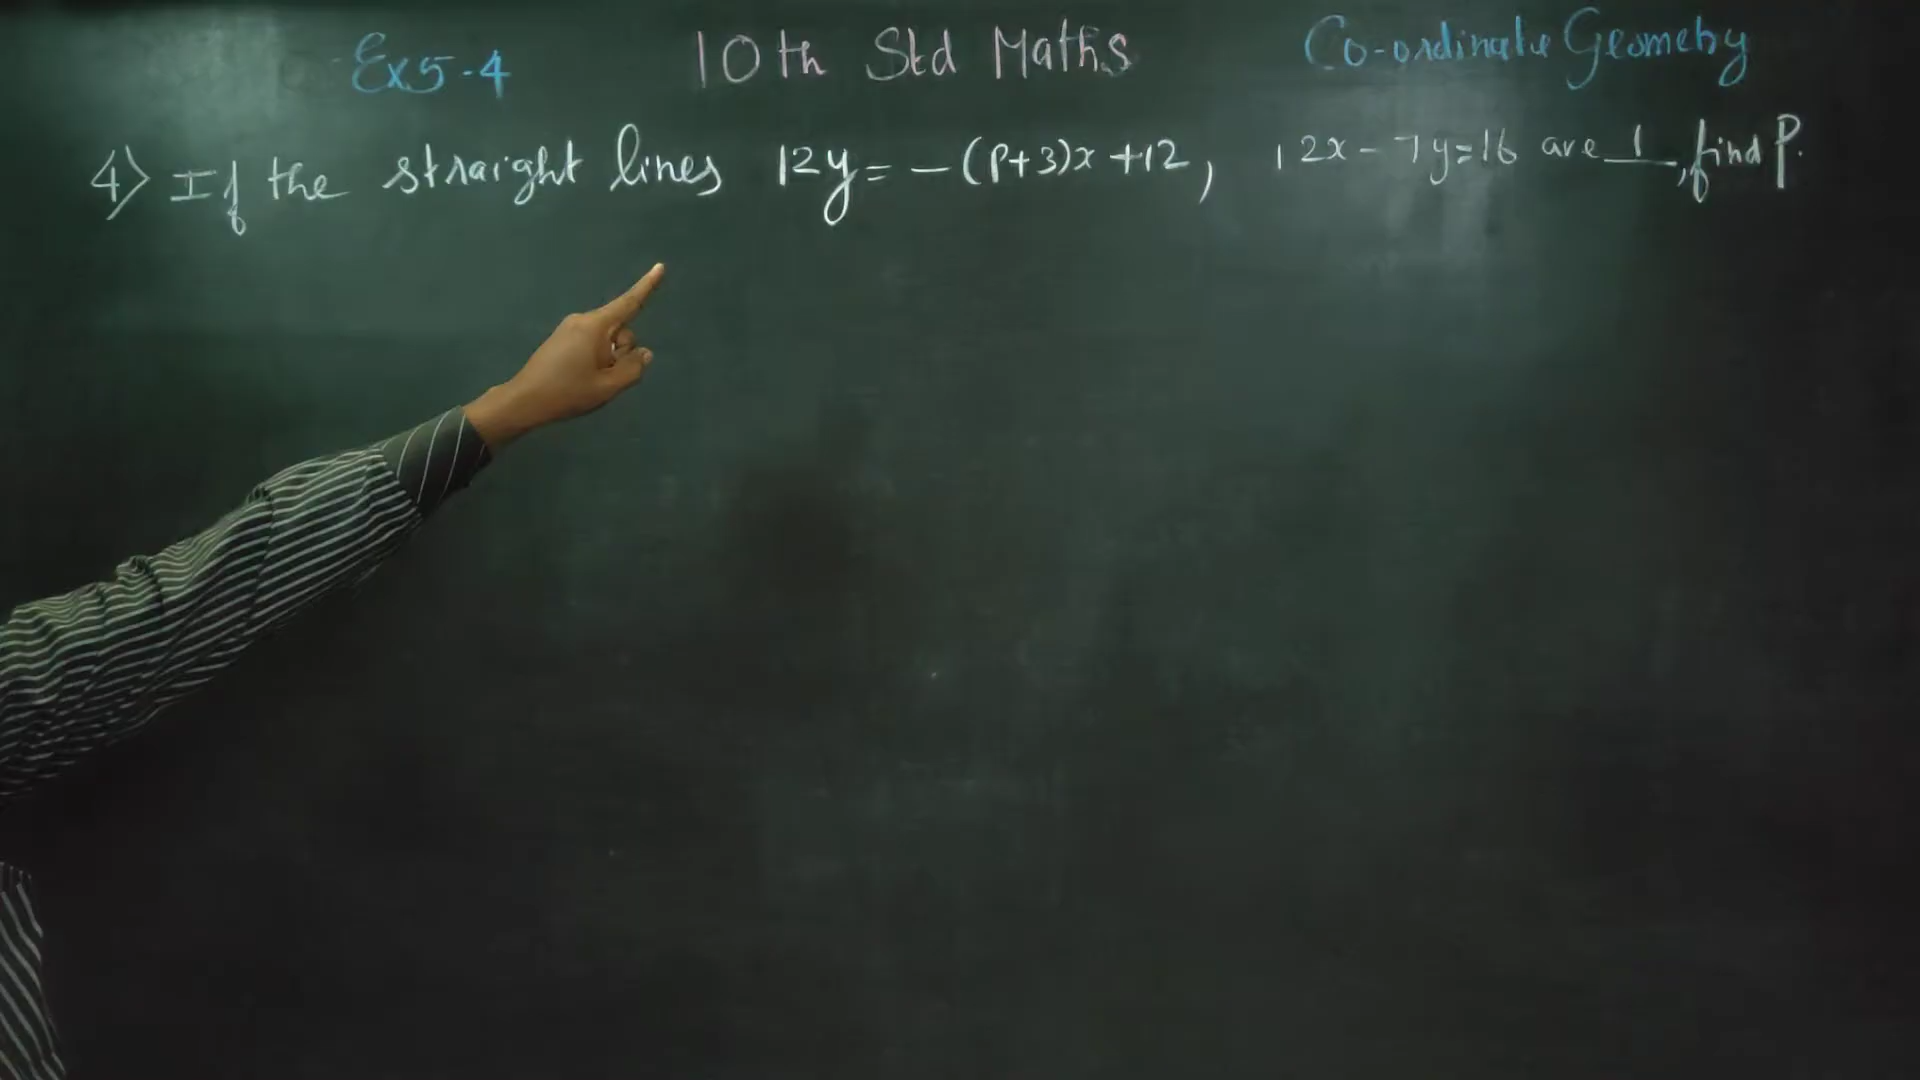 Ex5-4 10th Std Maths Co-ordinate Geometry
4) If the straight lines 12y = -(P+3)x +12, 12x - 7y=16 are ⊥, find P.